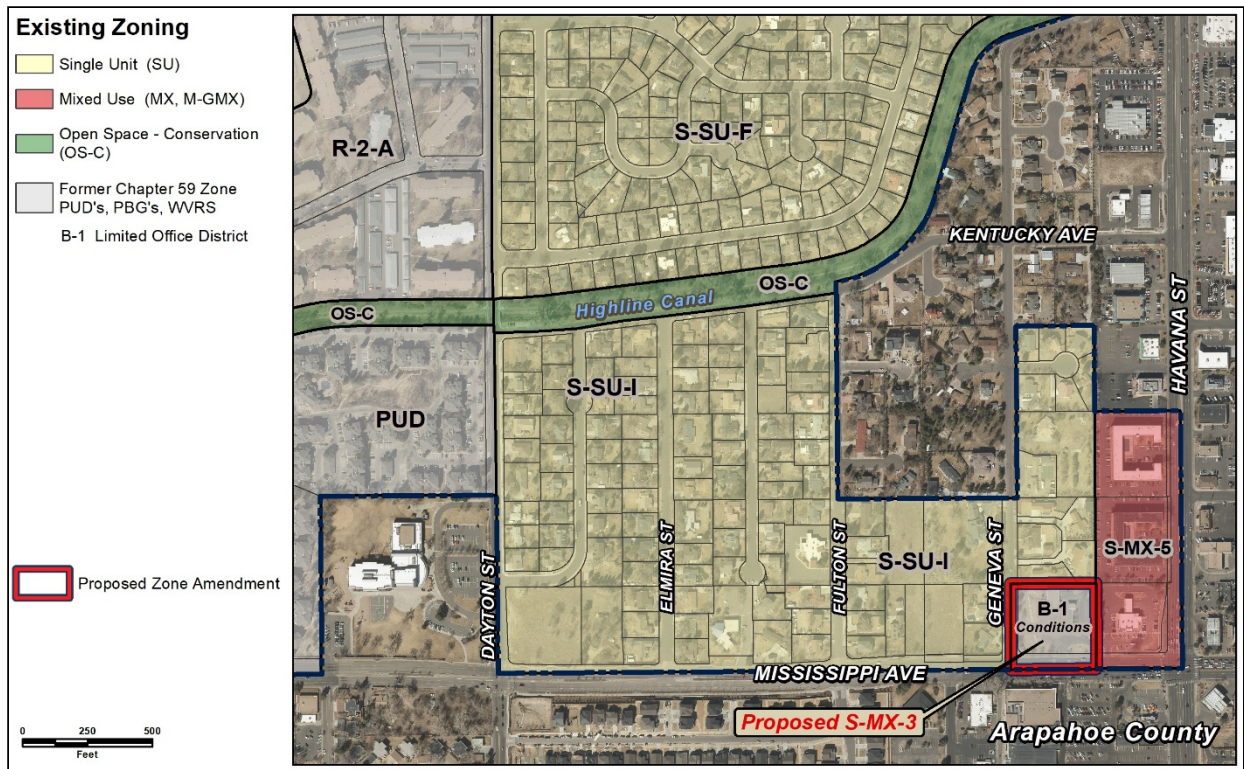 Existing Zoning
Single Unit (SU)
Mixed Use (MX, M-GMX)
Open Space - Conservation
(OS-C)
Former Chapter 59 Zone
PUD's, PBG's, WVRS
B-1 Limited Office District
Proposed Zone Amendment
0 250 500
Feet
R-2-A
S-SU-F
KENTUCKY AVE
OS-C
Highline Canal
OS-C
HAVANA ST
S-SU-I
PUD
ELMIRA ST
FULTON ST
GENEVA ST
S-MX-5
S-SU-I
DAYTON ST
B-1
Conditions
MISSISSIPPI AVE
Proposed S-MX-3
Arapahoe County